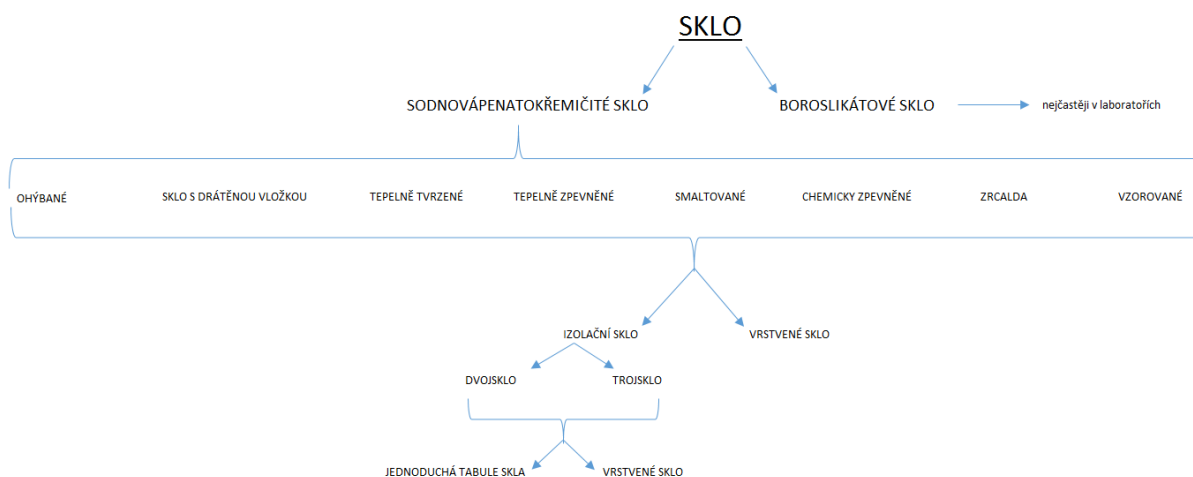 SKLO
SODNOVÁPENATOKŘEMIČITÉ SKLO
BOROSLIKÁTOVÉ SKLO
nejčastěji v laboratořích
OHÝBANÉ
SKLO S DRÁTĚNOU VLOŽKOU
TEPELNĚ TVRZENÉ
TEPELNĚ ZPEVNĚNÉ
SMALTOVANÉ
CHEMICKY ZPEVNĚNÉ
ZRCALDA
VZOROVANÉ
IZOLAČNÍ SKLO
VRSTVENÉ SKLO
DVOJSKLO
TROJSKLO
JEDNODUCHÁ TABULE SKLA
VRSTVENÉ SKLO